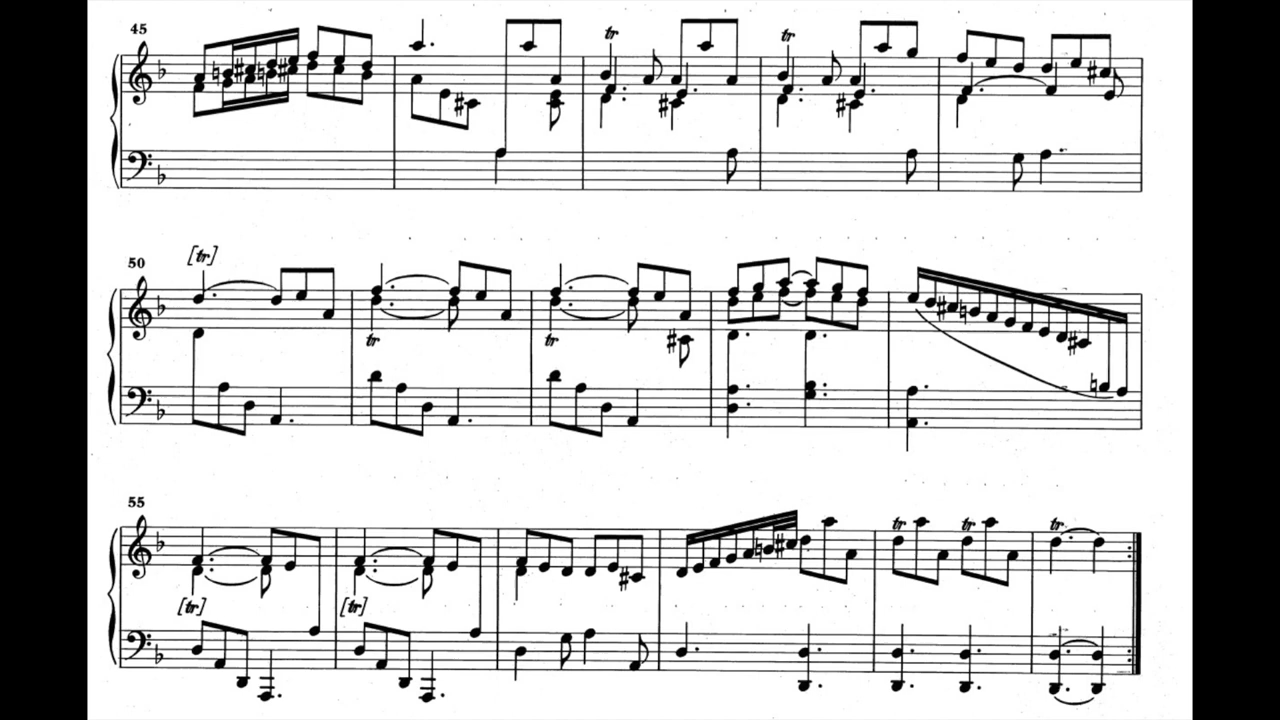 45
tr tr
[tr]
50
tr tr
55
tr tr tr
[tr] [tr]